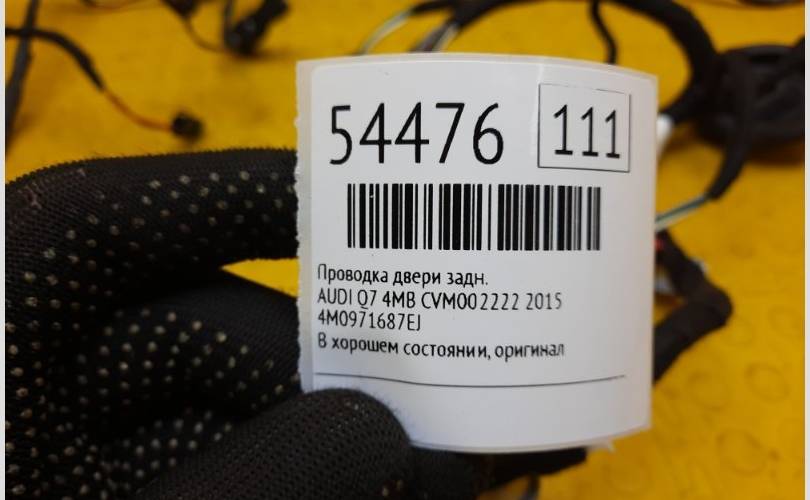 54476 111
Проводка двери задн.
AUDI Q7 4MB CVM002222 2015
4M0971687EJ
В хорошем состоянии, оригинал